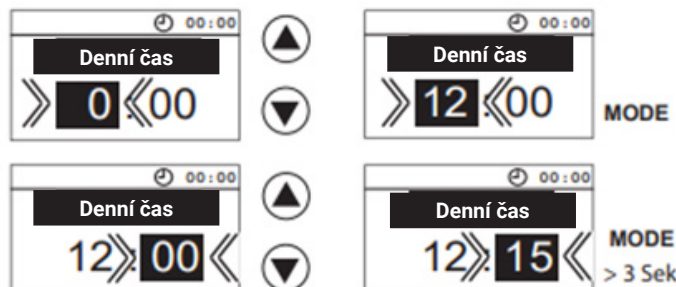 00:00
Denní čas
0:00
00:00
Denní čas
12:00
MODE
00:00
Denní čas
12:00
00:00
Denní čas
12:15
MODE
> 3 Sek